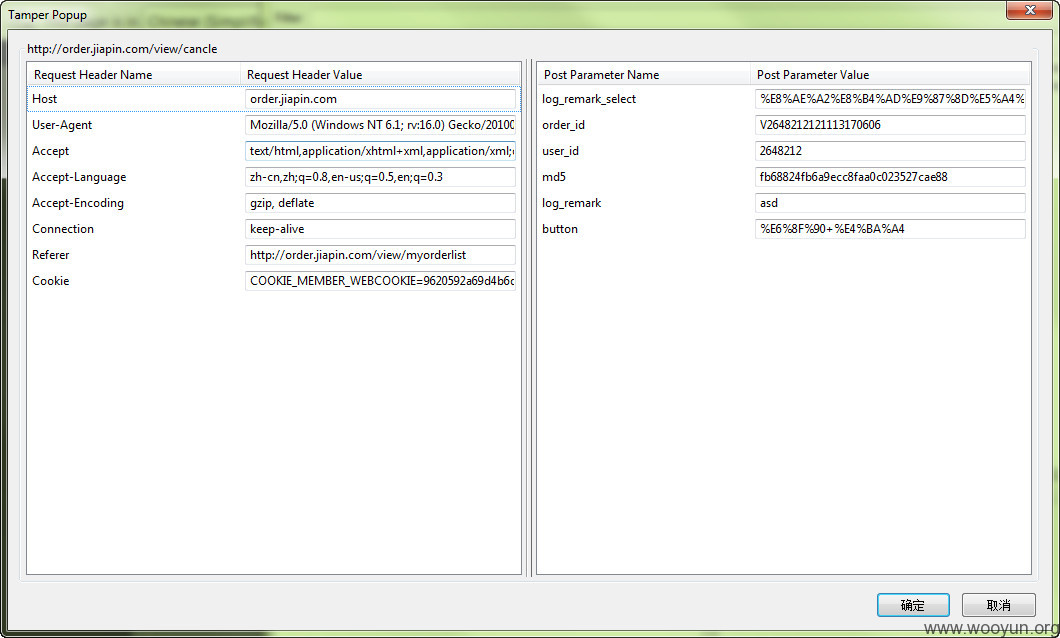 Tamper Popup
http://order.jiapin.com/view/cancle
Request Header Name Request Header Value
Host order.jiapin.com
User-Agent Mozilla/5.0 (Windows NT 6.1; rv:16.0) Gecko/20100
Accept text/html,application/xhtml+xml,application/xml;
Accept-Language zh-cn,zh;q=0.8,en-us;q=0.5,en;q=0.3
Accept-Encoding gzip, deflate
Connection keep-alive
Referer http://order.jiapin.com/view/myorderlist
Cookie COOKIE_MEMBER_WEBCOOKIE=9620592a69d4b6c
Post Parameter Name Post Parameter Value
log_remark_select %E8%AE%A2%E8%B4%AD%E9%87%8D%E5%A4%
order_id V2648212121113170606
user_id 2648212
md5 fb68824fb6a9ecc8faa0c023527cae88
log_remark asd
button %E6%8F%90+%E4%BA%A4
确定 取消
www.wooyun.org